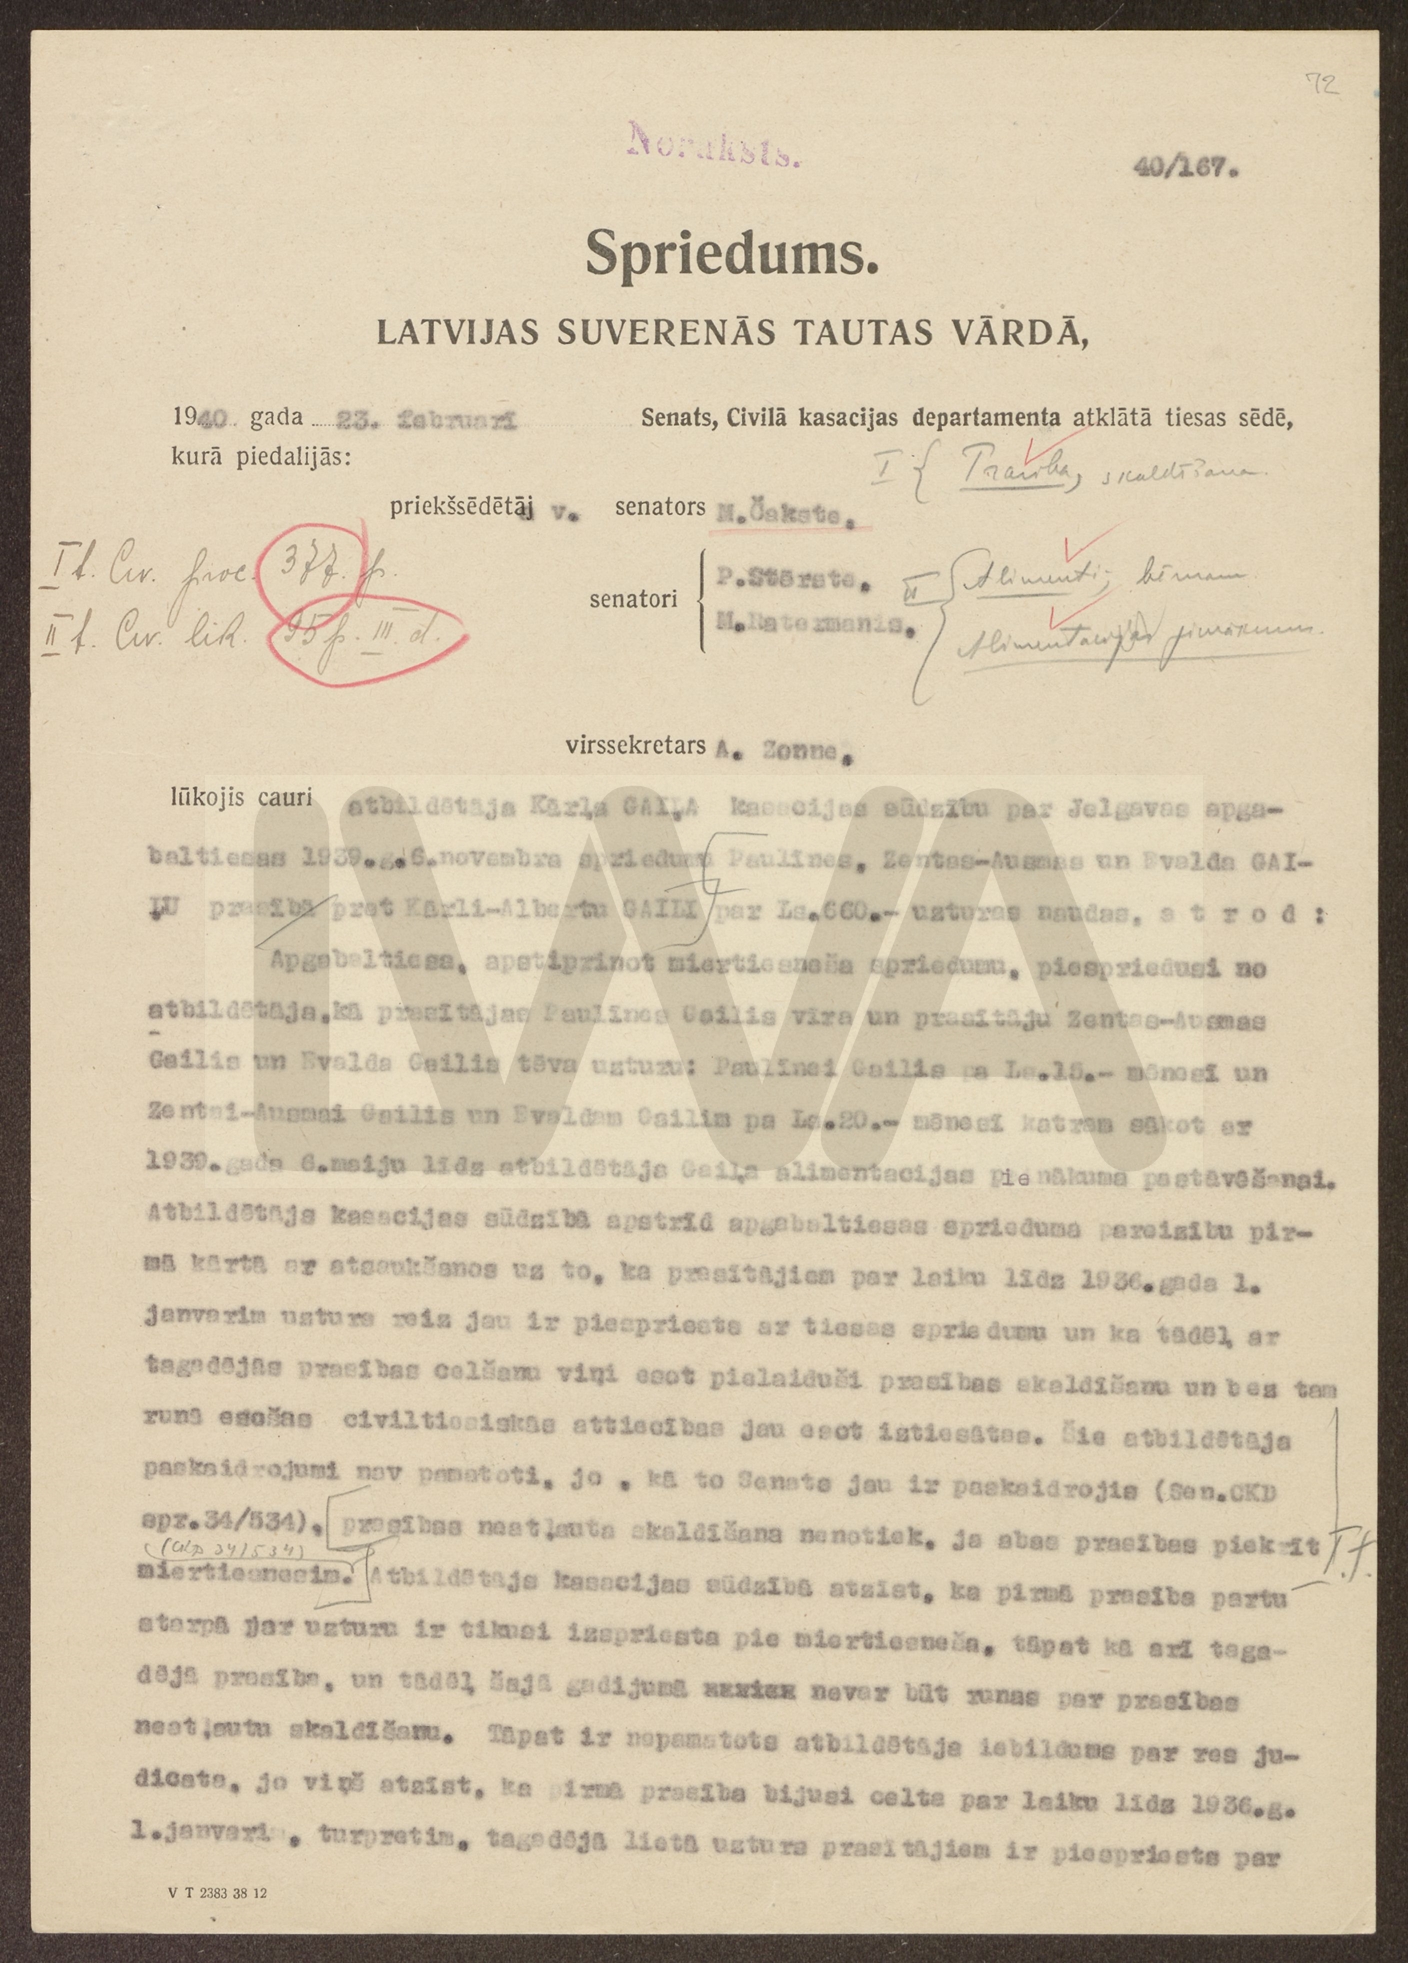 72
Noraksts.
40/167.
Spriedums.
LATVIJAS SUVERENĀS TAUTAS VĀRDĀ,
1940. gada 23. februarī Senats, Civilā kasacijas departamenta atklātā tiesas sēdē,
kurā piedalijās:
I { Prasība, skaldīšana.
priekšsēdētāj v. senators M.Čakste,
I t. Civ. proc. 377. p.
senatori { P.Stērste,
II { Alimenti; bērnam
M.Ratermanis,
II t. Civ. lik. 95 p. III. d.
Alimentacijas pienākums.
virssekretars A. Zonne,
lūkojis cauri atbildētāja Kārļa GAIĻA kasacijas sūdzību par Jelgavas apga-
baltiesas 1939.g.6.novembra spriedumu Paulīnes, Zentas-Ausmas un Evalda GAI-
ĻU prasībā pret Kārli-Albertu GAILI par Ls.660.- uzturas naudas, a t r o d :
Apgabaltiesa, apstiprinot miertiesneša spriedumu, piespriedusi no
atbildētāja,kā prasītājas Paulīnes Gailis vīra un prasītāju Zentas-Ausmas
Gailis un Evalda Gailis tēva uzturu: Paulīnei Gailis pa Ls.15.- mēnesī un
Zentai-Ausmai Gailis un Evaldam Gailim pa Ls.20.- mēnesī katram sākot ar
1939.gada 6.maiju līdz atbildētāja Gaiļa alimentacijas pienākuma pastāvēšanai.
Atbildētājs kasacijas sūdzībā apstrīd apgabaltiesas sprieduma pareizību pir-
mā kārtā ar atsaukšanos uz to, ka prasītājiem par laiku līdz 1936.gada 1.
janvarim uzturs reiz jau ir piespriests ar tiesas spriedumu un ka tādēļ ar
tagadējās prasības celšanu viņi esot pielaiduši prasības skaldīšanu un bez tam
runā esošas civiltiesiskās attiecības jau esot iztiesātas. Šie atbildētāja
paskaidrojumi nav pamatoti, jo , kā to Senats jau ir paskaidrojis (Sen.CKD
spr.34/534), prasības neatļauta skaldīšana nenotiek, ja abas prasības piekrīt
I t.
34/534)
miertiesnesim. Atbildētājs kasacijas sūdzībā atzīst, ka pirmā prasība partu
starpā par uzturu ir tikusi izspriesta pie miertiesneša, tāpat kā arī taga-
dējā prasība, un tādēļ šajā gadijumā nevar būt runas par prasības
neatļautu skaldīšanu. Tāpat ir nepamatots atbildētāja iebildums par res ju-
dicata, jo viņš atzīst, ka pirmā prasība bijusi celta par laiku līdz 1936.g.
1.janvarim, turpretim, tagadējā lietā uzturs prasītājiem ir piespriests par
V T 2383 38 12